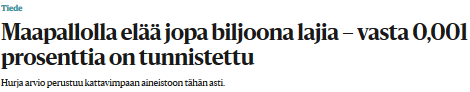 Tiede
Maapallolla elää jopa biljoona lajia – vasta 0,001
prosenttia on tunnistettu
Hurja arvio perustuu kattavimpaan aineistoon tähän asti.